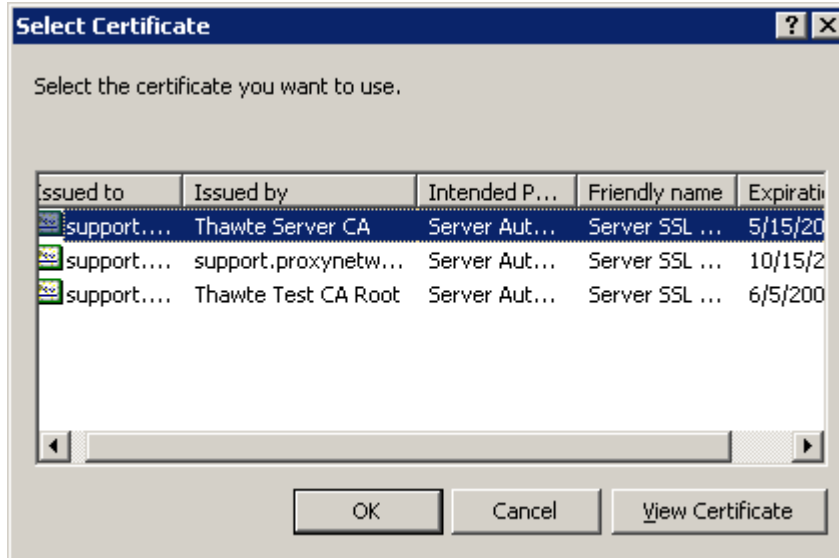 Select Certificate
Select the certificate you want to use.
Issued to Issued by Intended P... Friendly name Expirati
support.... Thawte Server CA Server Aut... Server SSL ... 5/15/20
support.... support.proxynetw... Server Aut... Server SSL ... 10/15/2
support.... Thawte Test CA Root Server Aut... Server SSL ... 6/5/200
OK Cancel View Certificate